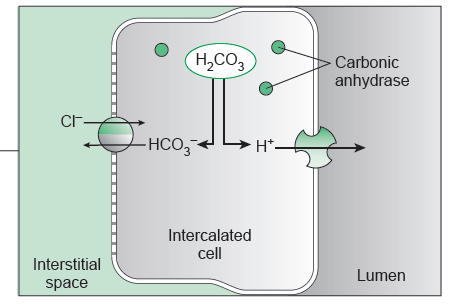 H₂CO₃
Carbonic
anhydrase
Cl⁻
HCO₃⁻
H⁺
Intercalated
cell
Interstitial
space
Lumen